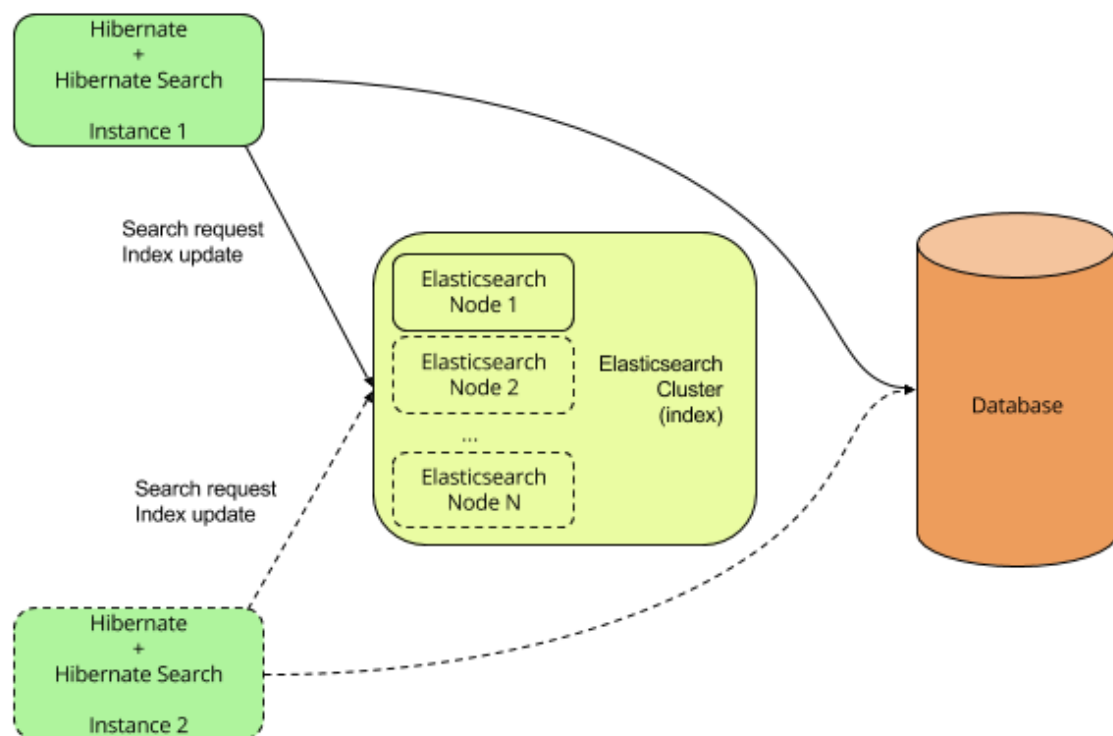 Hibernate
+
Hibernate Search
Instance 1
Search request
Index update
Elasticsearch
Node 1
Elasticsearch
Node 2
...
Elasticsearch
Node N
Elasticsearch
Cluster
(index)
Database
Search request
Index update
Hibernate
+
Hibernate Search
Instance 2